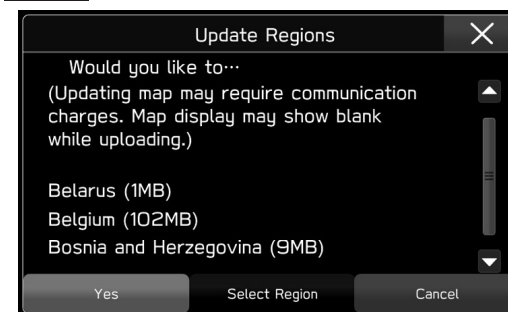 Update Regions
Would you like to…
(Updating map may require communication
charges. Map display may show blank
while uploading.)
Belarus (1MB)
Belgium (102MB)
Bosnia and Herzegovina (9MB)
Yes
Select Region
Cancel